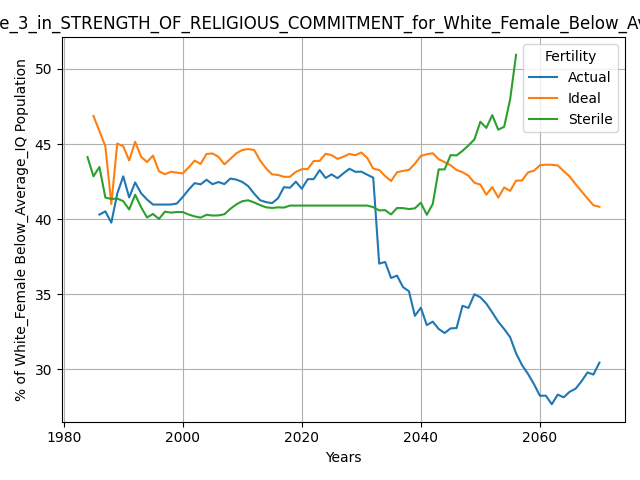 e_3_in_STRENGTH_OF_RELIGIOUS_COMMITMENT_for_White_Female_Below_Av
50
45
40
35
30
% of White_Female Below_Average_IQ Population
Fertility
Actual
Ideal
Sterile
1980
2000
2020
2040
2060
Years